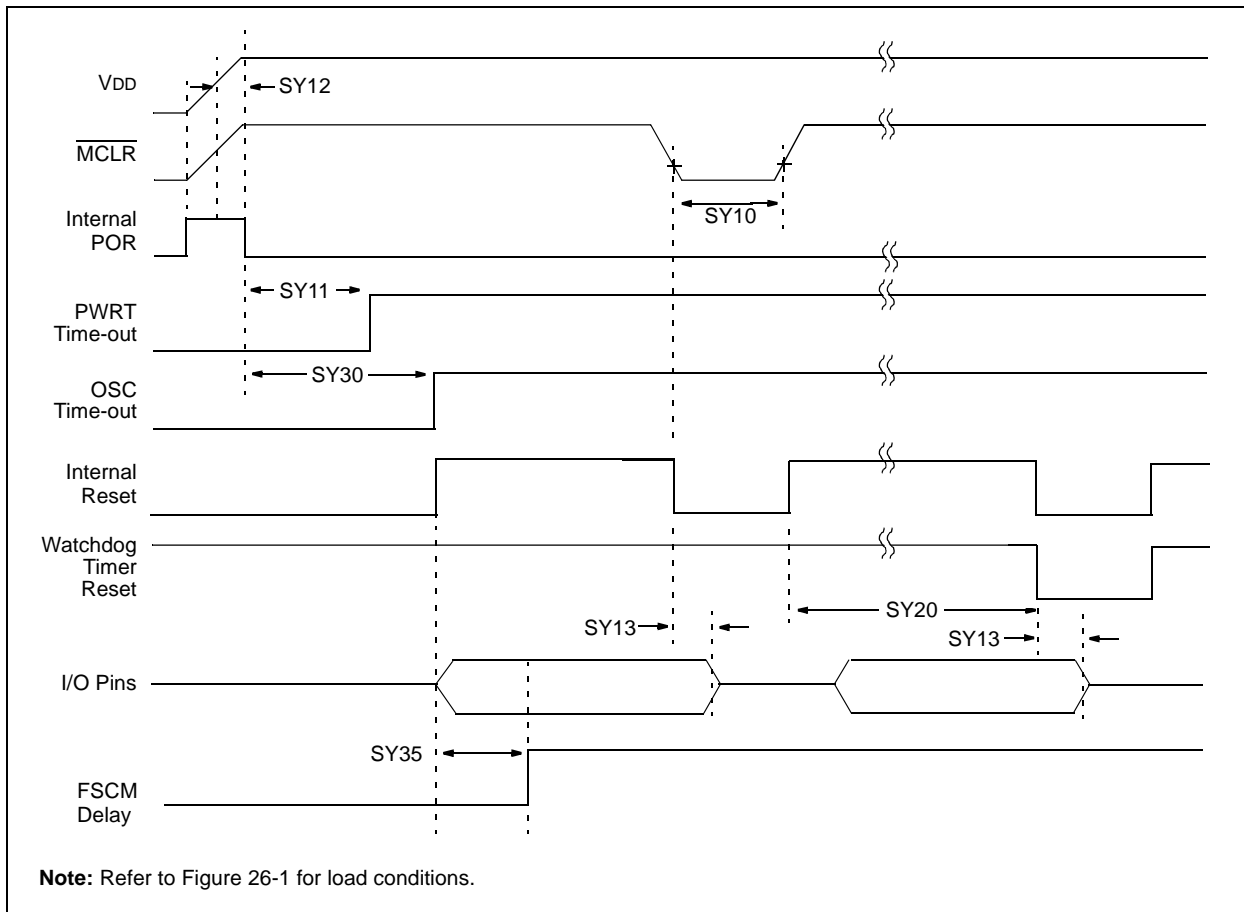 VDD
SY12
MCLR
SY10
Internal
POR
SY11
PWRT
Time-out
SY30
OSC
Time-out
Internal
Reset
Watchdog
Timer
Reset
SY20
SY13
SY13
I/O Pins
SY35
FSCM
Delay
Note: Refer to Figure 26-1 for load conditions.